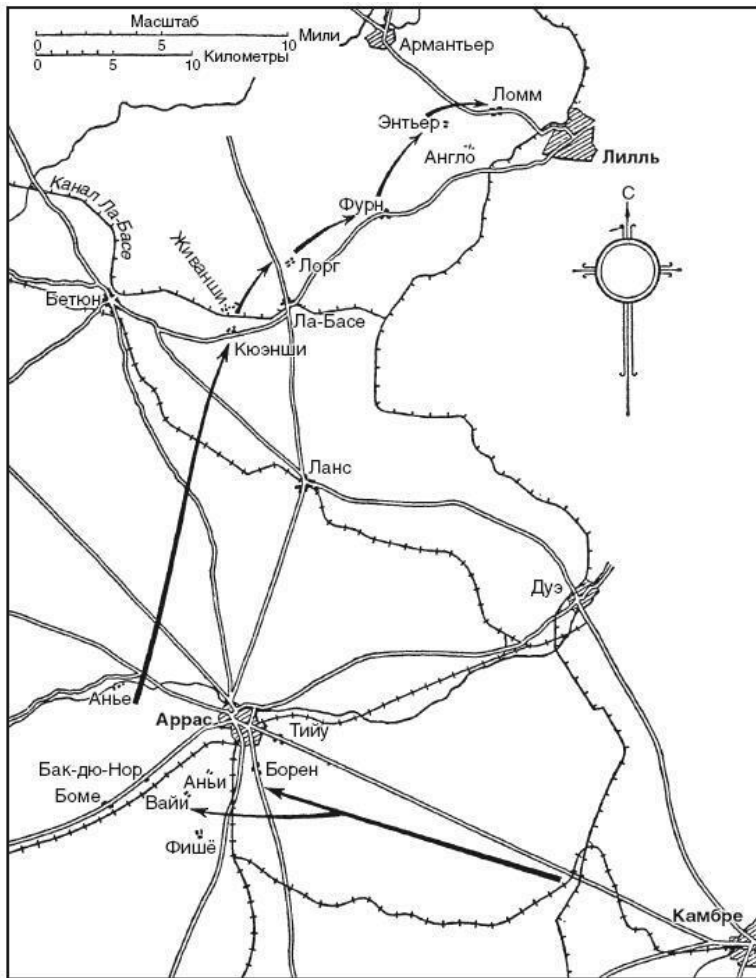 Масштаб
0 10 Мили
0 5 10 Километры
Армантьер
Ломм
Энтьер
Англо
Лилль
Канал Ла-Басе
Фурн
С
Живанши
Лорг
Бетюн
Ла-Басе
Кюэнши
Ланс
Дуэ
Анье
Аррас
Тийу
Бак-дю-Нор
Аньи
Борен
Боме
Вайи
Фишё
Камбре